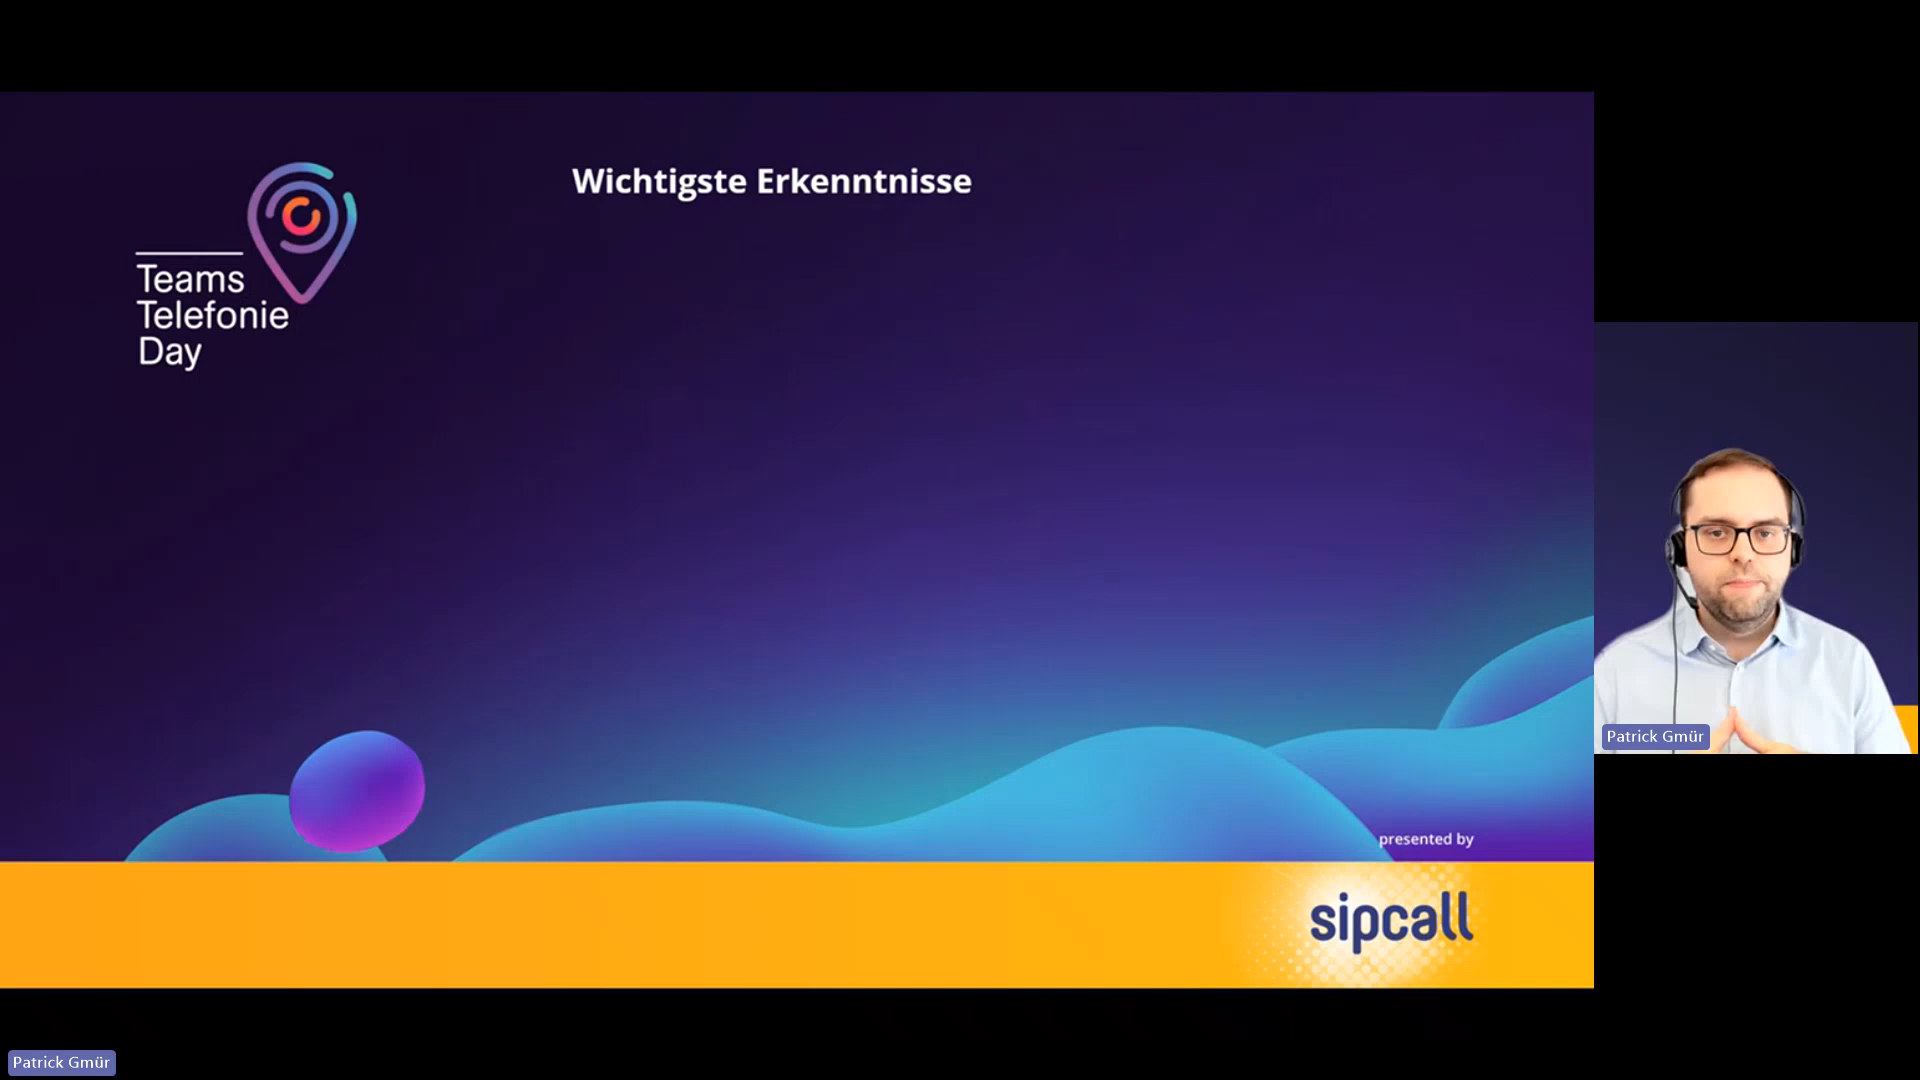 Wichtigste Erkenntnisse
Teams
Telefonie
Day
Patrick Gmür
presented by
sipcall
Patrick Gmür